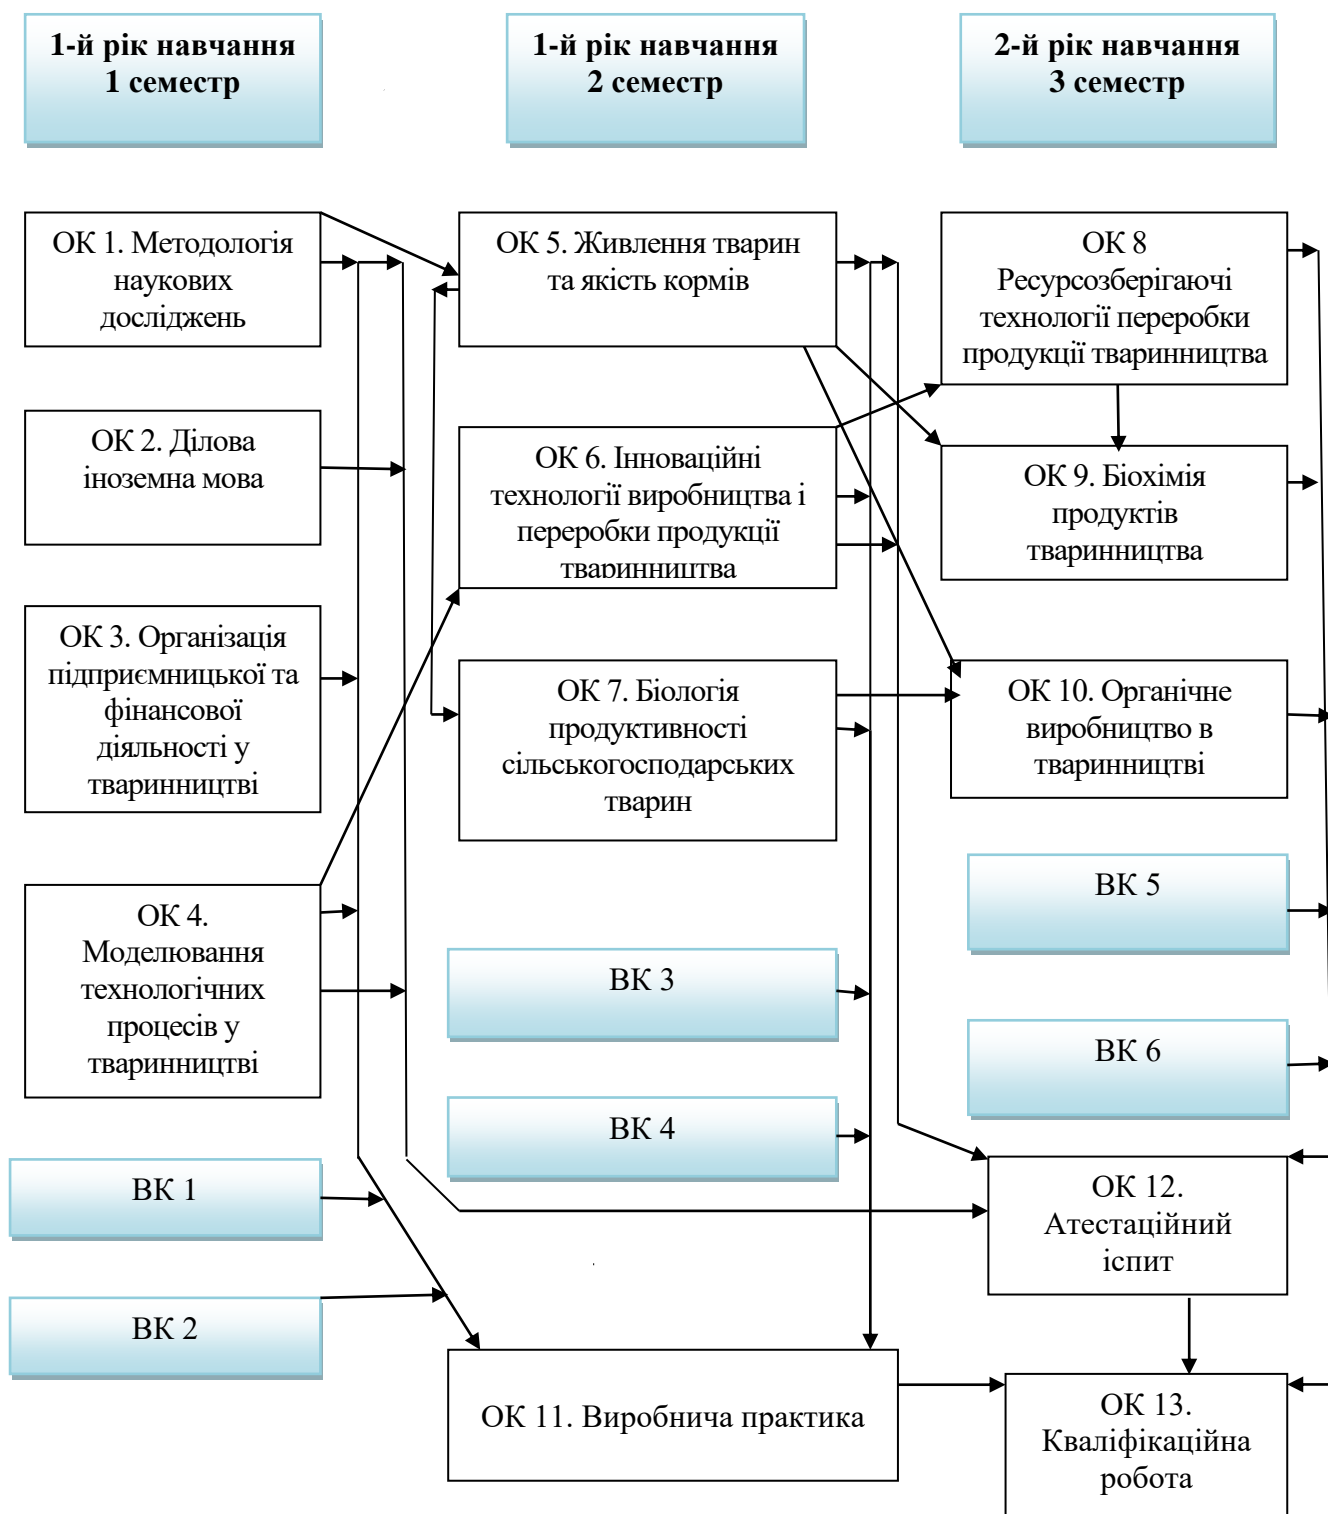 1-й рік навчання
1 семестр
1-й рік навчання
2 семестр
2-й рік навчання
3 семестр
ОК 1. Методологія
наукових
досліджень
ОК 2. Ділова
іноземна мова
ОК 3. Організація
підприємницької та
фінансової
діяльності у
тваринництві
ОК 4.
Моделювання
технологічних
процесів у
тваринництві
ВК 1
ВК 2
ОК 5. Живлення тварин
та якість кормів
ОК 6. Інноваційні
технології виробництва і
переробки продукції
тваринництва
ОК 7. Біологія
продуктивності
сільськогосподарських
тварин
ВК 3
ВК 4
ОК 11. Виробнича практика
ОК 8
Ресурсозберігаючі
технології переробки
продукції тваринництва
ОК 9. Біохімія
продуктів
тваринництва
ОК 10. Органічне
виробництво в
тваринництві
ВК 5
ВК 6
ОК 12.
Атестаційний
іспит
ОК 13.
Кваліфікаційна
робота